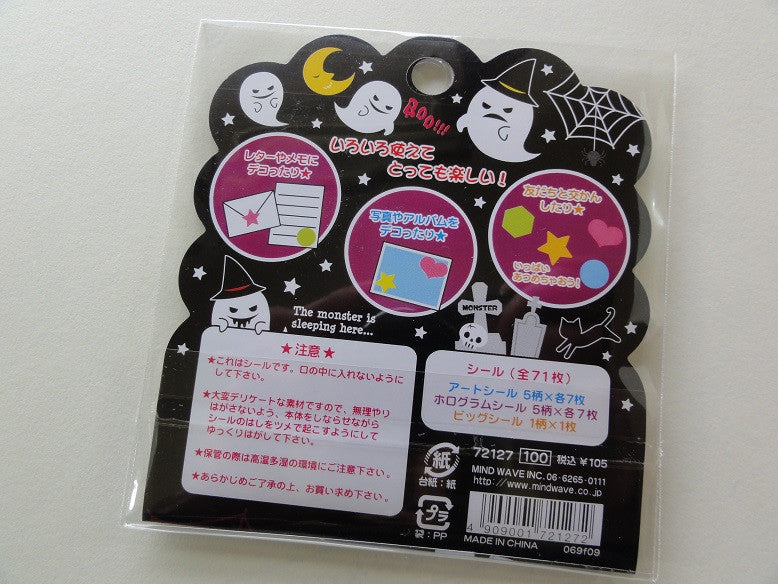 BOO!!!
いろいろ使えて
とっても楽しい！
レターやメモに
デコったり★
写真やアルバムを
デコったり★
友だちと交かん
したり★
いっぱい
あつめちゃおう！
The monster is
sleeping here...
MONSTER
★注意★
★これはシールです。口の中に入れないように
して下さい。
★大変デリケートな素材ですので、無理やり
はがさないよう、本体をしならせながら
シールのはしをツメで起こすようにして
ゆっくりはがして下さい。
★保管の際は高温多湿の環境にご注意下さい。
★あらかじめご了承の上、お買い求め下さい。
シール（全71枚）
アートシール 5柄×各7枚
ホログラムシール 5柄×各7枚
ビッグシール 1柄×1枚
紙
台紙：紙
プラ
袋：PP
72127 100 税込￥105
MIND WAVE INC. 06-6265-0111
http://www.mindwave.co.jp
4 909001 721272
MADE IN CHINA
069f09